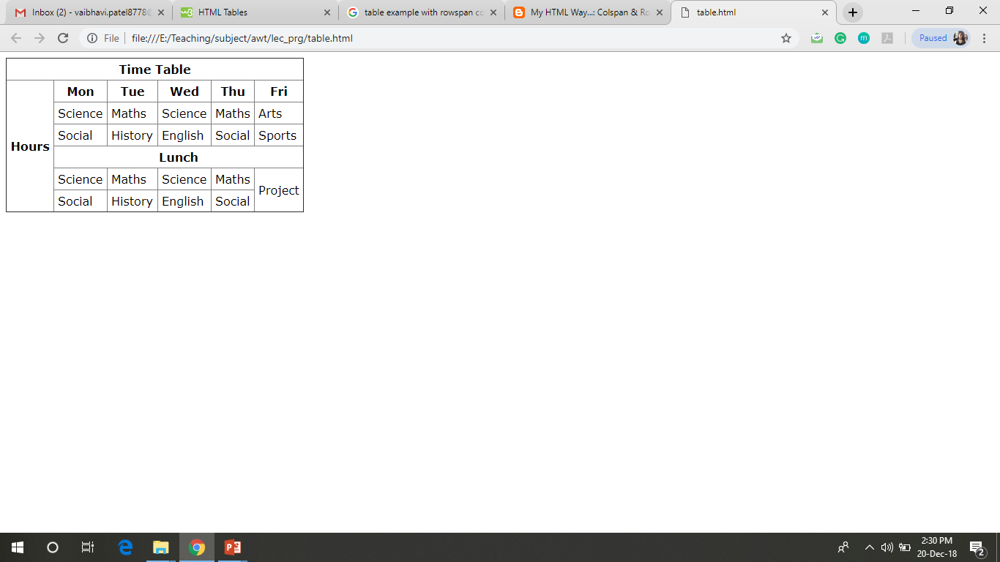 Inbox (2) - vaibhavi.patel8778@ HTML Tables table example with rowspan co My HTML Way...: Colspan & Ro table.html
File file:///E:/Teaching/subject/awt/lec_prg/table.html Paused
Time Table
Mon Tue Wed Thu Fri
Science Maths Science Maths Arts
Social History English Social Sports
Hours
Lunch
Science Maths Science Maths
Project
Social History English Social
2:30 PM
20-Dec-18
2